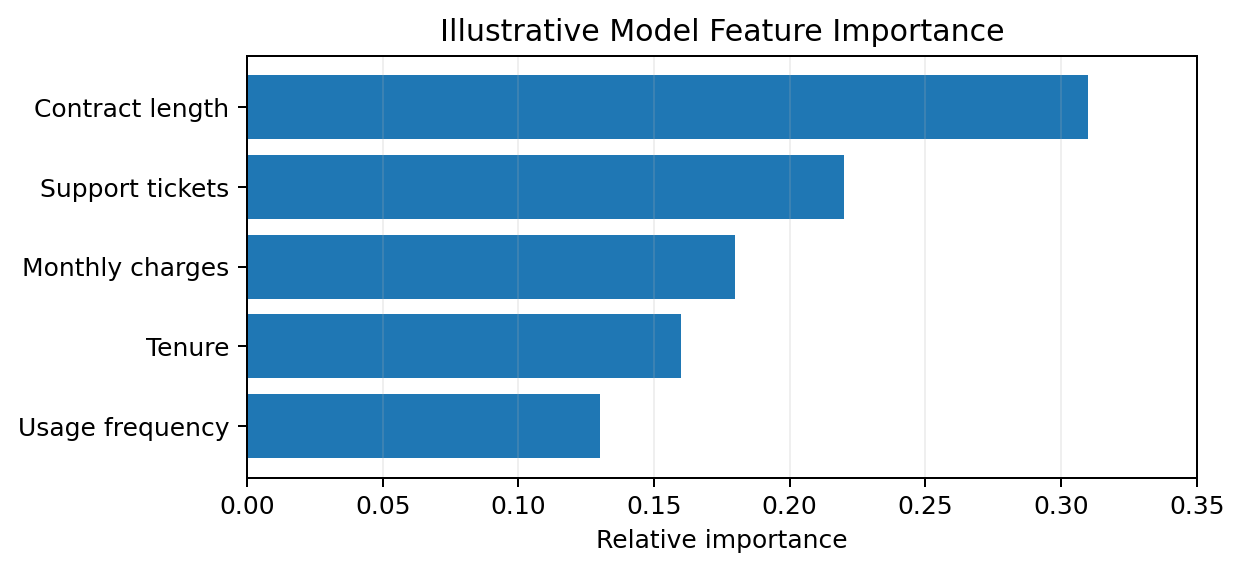 Illustrative Model Feature Importance
Contract length
Support tickets
Monthly charges
Tenure
Usage frequency
0.00 0.05 0.10 0.15 0.20 0.25 0.30 0.35
Relative importance